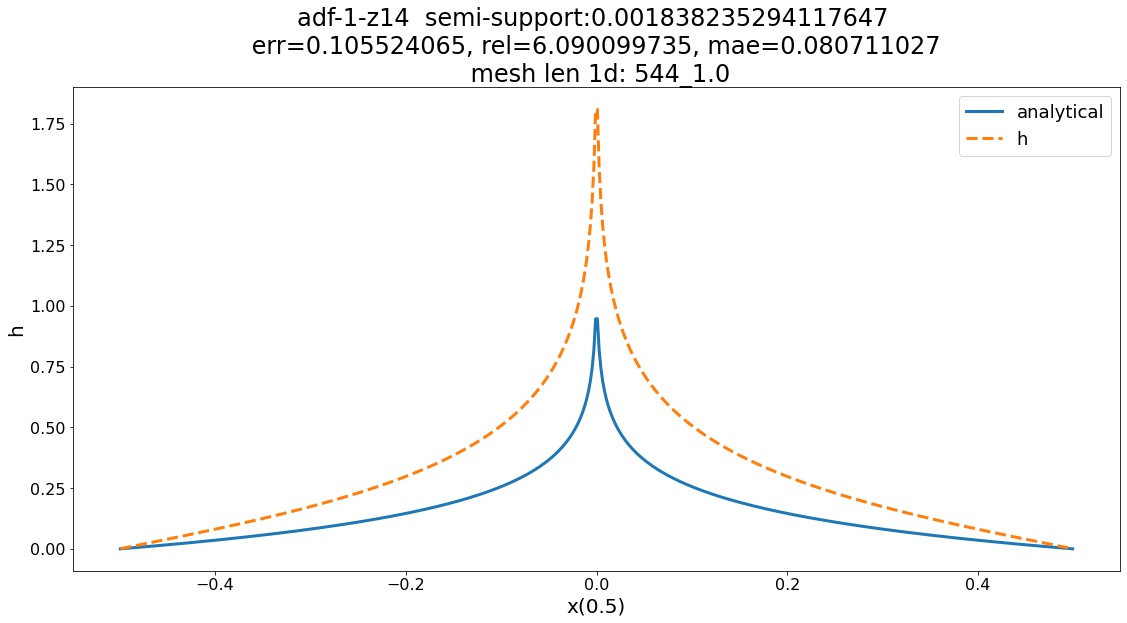 adf-1-z14  semi-support:0.001838235294117647
err=0.105524065, rel=6.090099735, mae=0.080711027
mesh len 1d: 544_1.0
analytical
h
1.75
1.50
1.25
1.00
0.75
0.50
0.25
0.00
h
−0.4
−0.2
0.0
0.2
0.4
x(0.5)